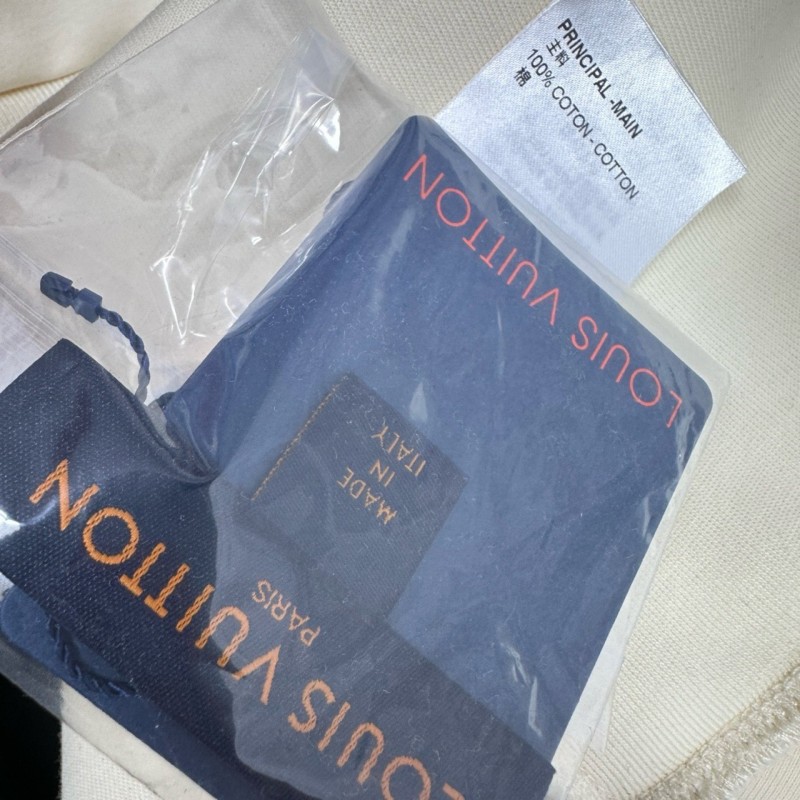 PRINCIPAL - MAIN
主料
100% COTON - COTTON
棉
LOUIS VUITTON
MADE
IN
ITALY
LOUIS VUITTON
PARIS